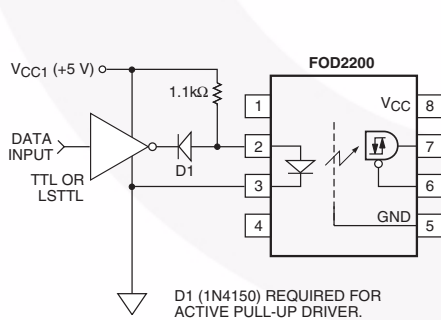 FOD2200
VCC1 (+5 V)
1.1kΩ
1
VCC
8
DATA
INPUT
2
7
D1
TTL OR
LSTTL
3
6
4
GND
5
D1 (1N4150) REQUIRED FOR
ACTIVE PULL-UP DRIVER.